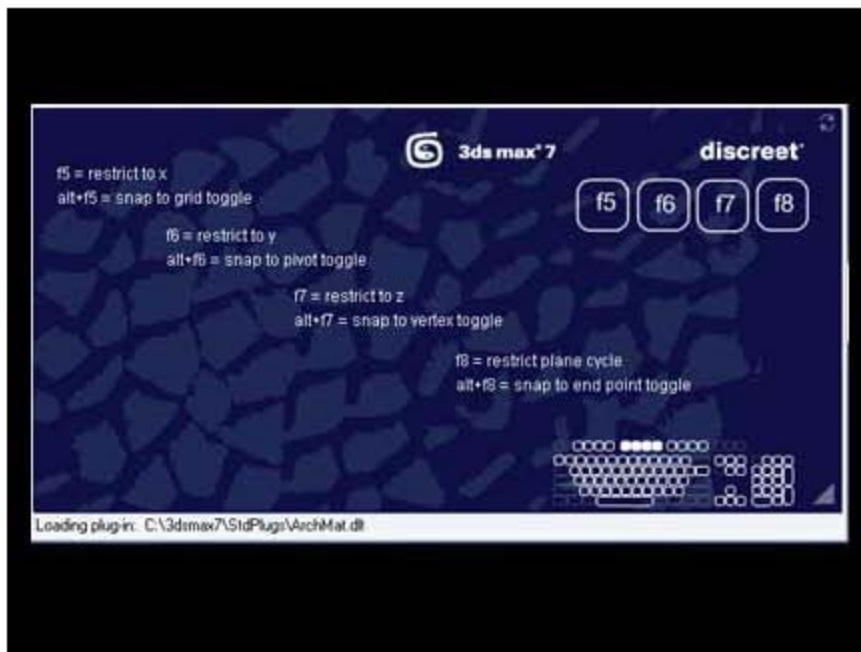 3ds max® 7
discreet®
f5 f6 f7 f8
f5 = restrict to x
alt+f5 = snap to grid toggle
f6 = restrict to y
alt+f6 = snap to pivot toggle
f7 = restrict to z
alt+f7 = snap to vertex toggle
f8 = restrict plane cycle
alt+f8 = snap to end point toggle
Loading plug-in: C:\3dsmax7\StdPlugs\ArchMat.dlt